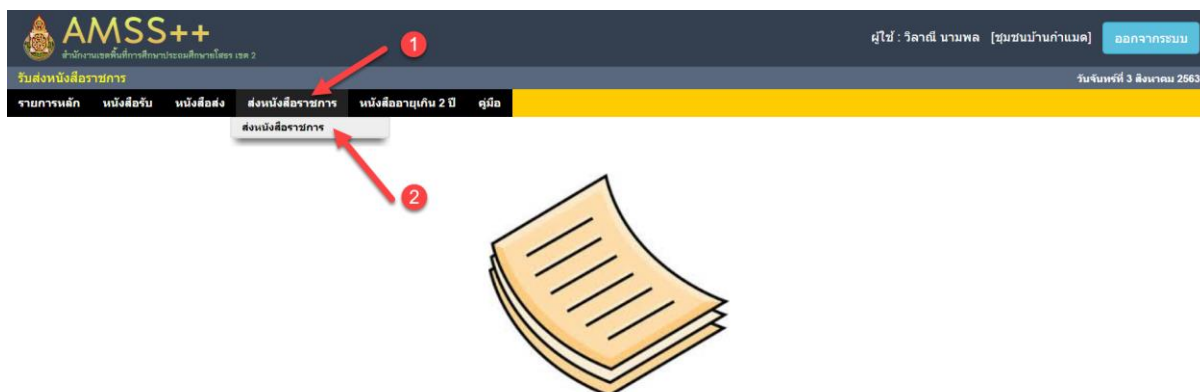 AMSS++
สำนักงานเขตพื้นที่การศึกษาประถมศึกษายโสธร เขต 2
ผู้ใช้ : วิลาณี นามพล [ชุมชนบ้านกำแมด]
ออกจากระบบ
รับส่งหนังสือราชการ
วันจันทร์ที่ 3 สิงหาคม 2563
รายการหลัก หนังสือรับ หนังสือส่ง ส่งหนังสือราชการ หนังสืออายุเกิน 2 ปี คู่มือ
ส่งหนังสือราชการ
1
2